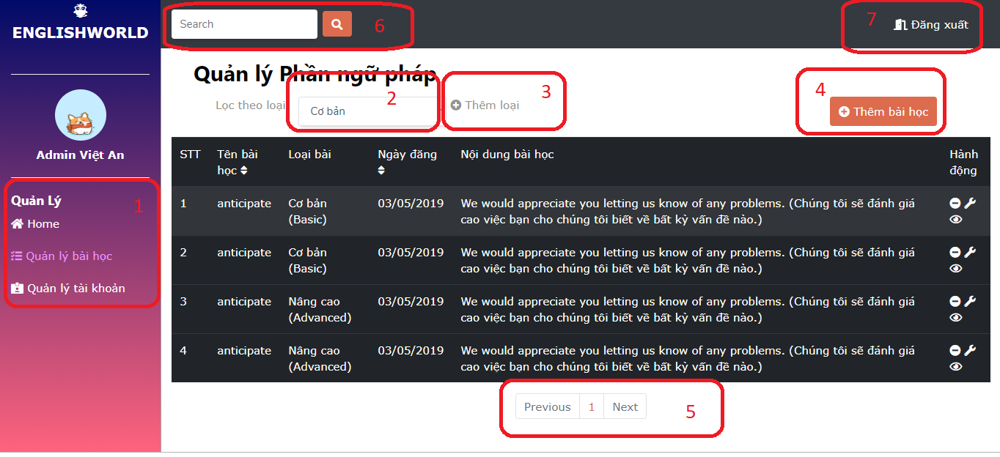 ENGLISHWORLD
Admin Việt An
Quản Lý
1
Home
Quản lý bài học
Quản lý tài khoản
Search
6
7
Đăng xuất
Quản lý Phần ngữ pháp
Lọc theo loại
Cơ bản
2
Thêm loại
3
4
Thêm bài học
STT
Tên bài
học
Loại bài
Ngày đăng
Nội dung bài học
Hành
động
1
anticipate
Cơ bản
(Basic)
03/05/2019
We would appreciate you letting us know of any problems. (Chúng tôi sẽ đánh giá
cao việc bạn cho chúng tôi biết về bất kỳ vấn đề nào.)
2
anticipate
Cơ bản
(Basic)
03/05/2019
We would appreciate you letting us know of any problems. (Chúng tôi sẽ đánh giá
cao việc bạn cho chúng tôi biết về bất kỳ vấn đề nào.)
3
anticipate
Nâng cao
(Advanced)
03/05/2019
We would appreciate you letting us know of any problems. (Chúng tôi sẽ đánh giá
cao việc bạn cho chúng tôi biết về bất kỳ vấn đề nào.)
4
anticipate
Nâng cao
(Advanced)
03/05/2019
We would appreciate you letting us know of any problems. (Chúng tôi sẽ đánh giá
cao việc bạn cho chúng tôi biết về bất kỳ vấn đề nào.)
Previous
1
Next
5